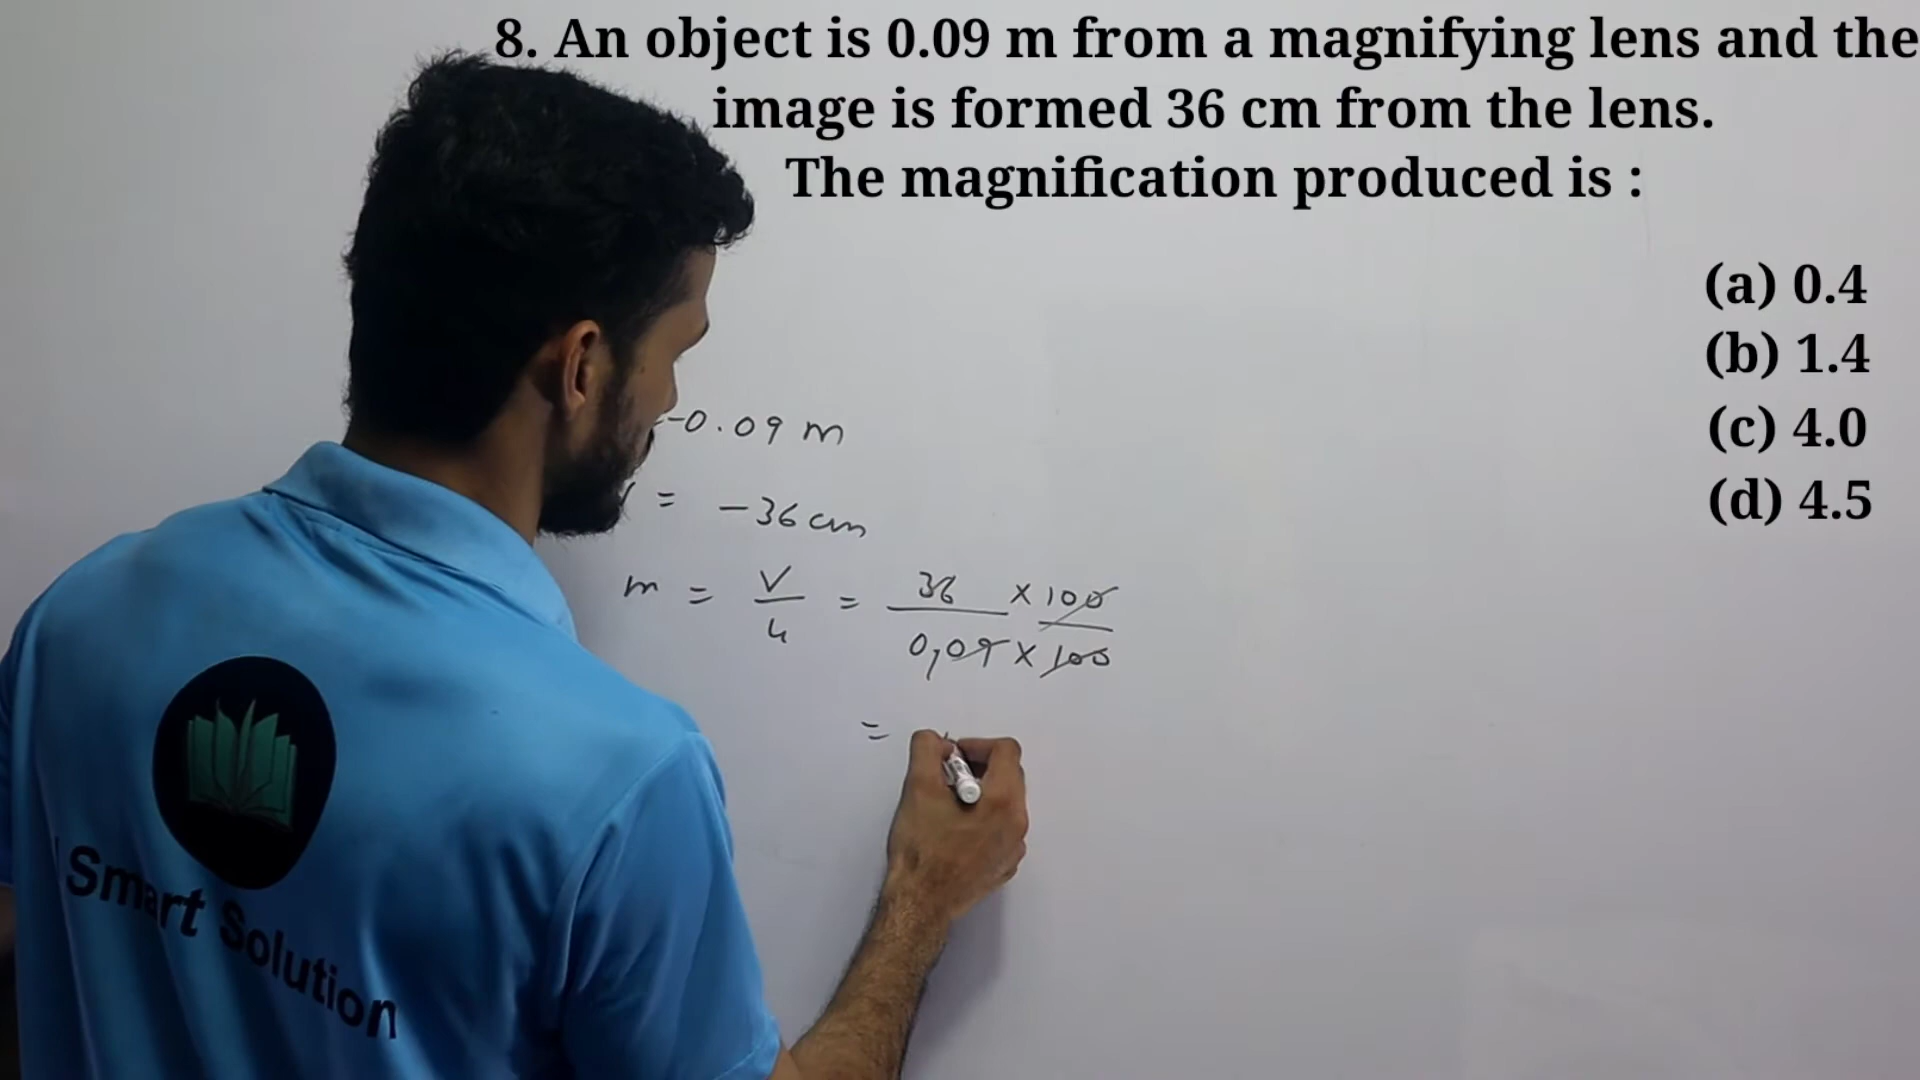 8. An object is 0.09 m from a magnifying lens and the
image is formed 36 cm from the lens.
The magnification produced is :
(a) 0.4
(b) 1.4
(c) 4.0
(d) 4.5
-0.09 m
= -36 cm
m = v/u = 36 × 100 / 0,09 × 100
=
Smart Solution